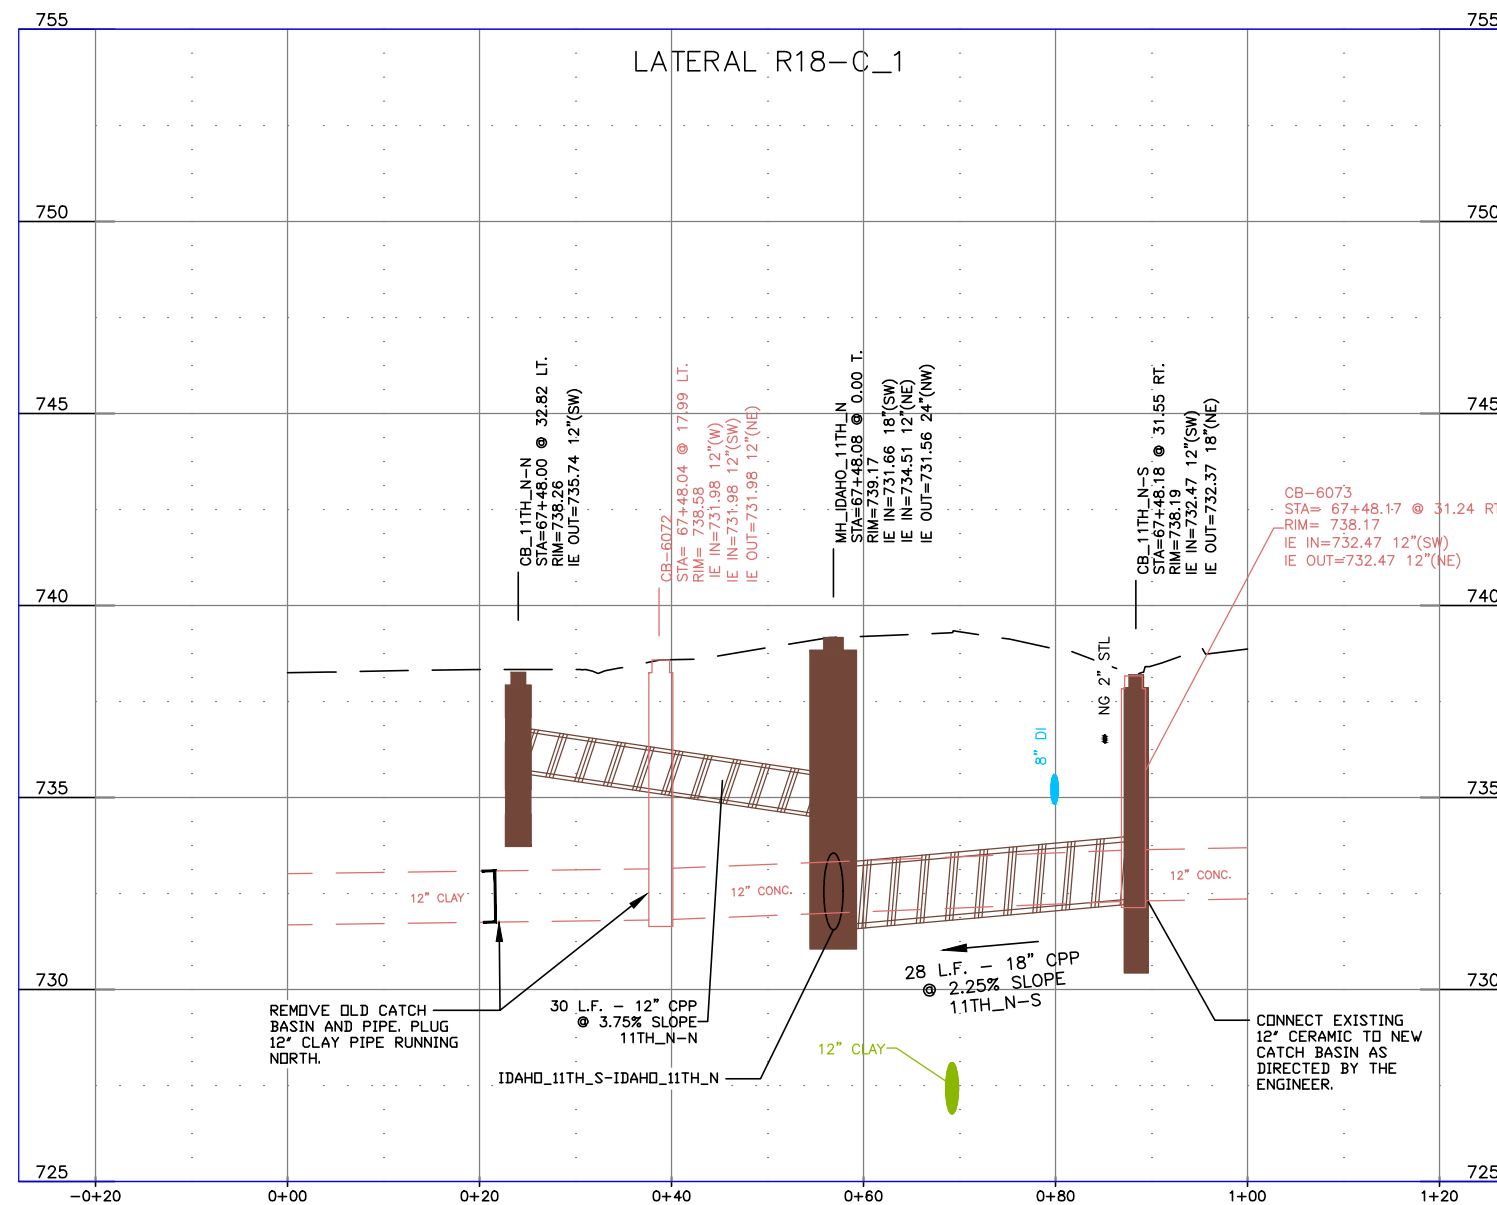 755
755
LATERAL R18-C_1
750
750
745
745
CB_11TH_N-N
STA=67+48.00 @ 32.82 LT.
RIM=738.26
IE OUT=735.74 12"(SW)
CB-6072
STA= 67+48.04 @ 17.99 LT.
RIM= 738.58
IE IN=731.98 12"(W)
IE IN=731.98 12"(SW)
IE OUT=731.98 12"(NE)
MH_IDAHO_11TH_N
STA=67+48.08 @ 0.00 T.
RIM=739.17
IE IN=731.66 18"(SW)
IE IN=734.51 12"(NE)
IE OUT=731.56 24"(NW)
CB_11TH_N-S
STA=67+48.18 @ 31.55 RT.
RIM=738.19
IE IN=732.47 12"(SW)
IE OUT=732.37 18"(NE)
CB-6073
STA= 67+48.17 @ 31.24 RT
RIM= 738.17
IE IN=732.47 12"(SW)
IE OUT=732.47 12"(NE)
740
740
NG 2" STL
8" DI
735
735
12" CLAY
12" CONC.
12" CONC.
730
730
28 L.F. - 18" CPP
@ 2.25% SLOPE
11TH_N-S
REMOVE OLD CATCH
BASIN AND PIPE. PLUG
12" CLAY PIPE RUNNING
NORTH.
30 L.F. - 12" CPP
@ 3.75% SLOPE
11TH_N-N
IDAHO_11TH_S-IDAHO_11TH_N
12" CLAY
CONNECT EXISTING
12" CERAMIC TO NEW
CATCH BASIN AS
DIRECTED BY THE
ENGINEER.
725
725
-0+20
0+00
0+20
0+40
0+60
0+80
1+00
1+20